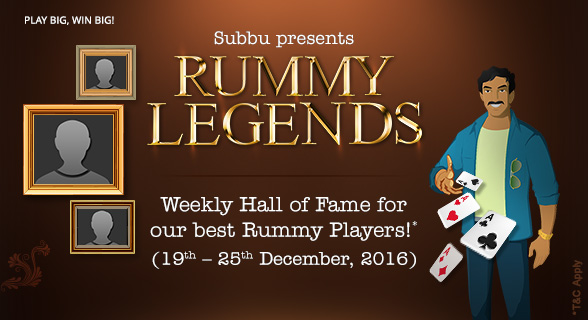 PLAY BIG, WIN BIG!
Subbu presents
RUMMY
LEGENDS
Weekly Hall of Fame for
our best Rummy Players!*
(19th – 25th December, 2016)
A
A
A
A
*T&C Apply